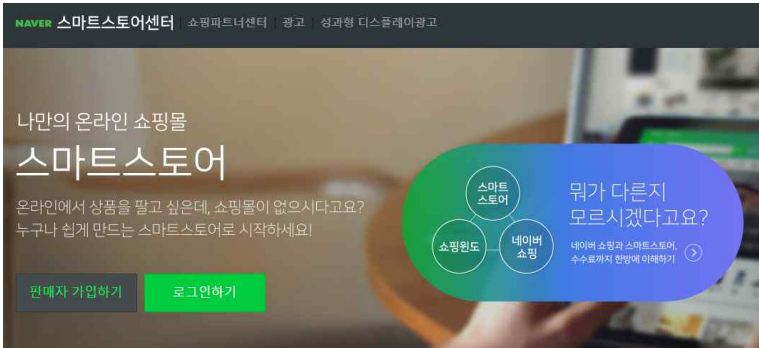 NAVER 스마트스토어센터 쇼핑파트너센터 광고 성과형 디스플레이광고
나만의 온라인 쇼핑몰
스마트스토어
온라인에서 상품을 팔고 싶은데, 쇼핑몰이 없으시다고요?
누구나 쉽게 만드는 스마트스토어로 시작하세요!
판매자 가입하기
로그인하기
스마트
스토어
쇼핑윈도
네이버
쇼핑
뭐가 다른지
모르시겠다고요?
네이버 쇼핑과 스마트스토어,
수수료까지 한방에 이해하기